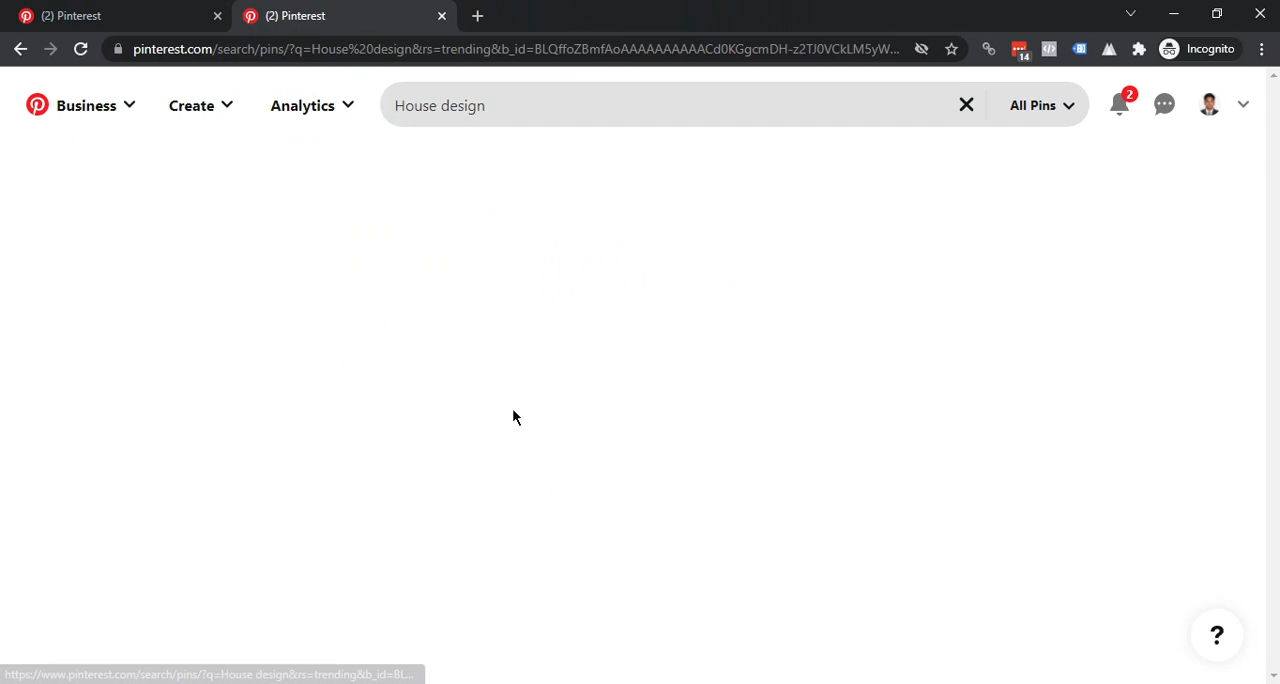 (2) Pinterest
(2) Pinterest
pinterest.com/search/pins/?q=House%20design&rs=trending&b_id=BLQffoZBmfAoAAAAAAAAAACd0KGgcmDH-z2TJ0VCkLM5yW...
14
Incognito
Business
Create
Analytics
House design
All Pins
2
?
https://www.pinterest.com/search/pins/?q=House design&rs=trending&b_id=BL...